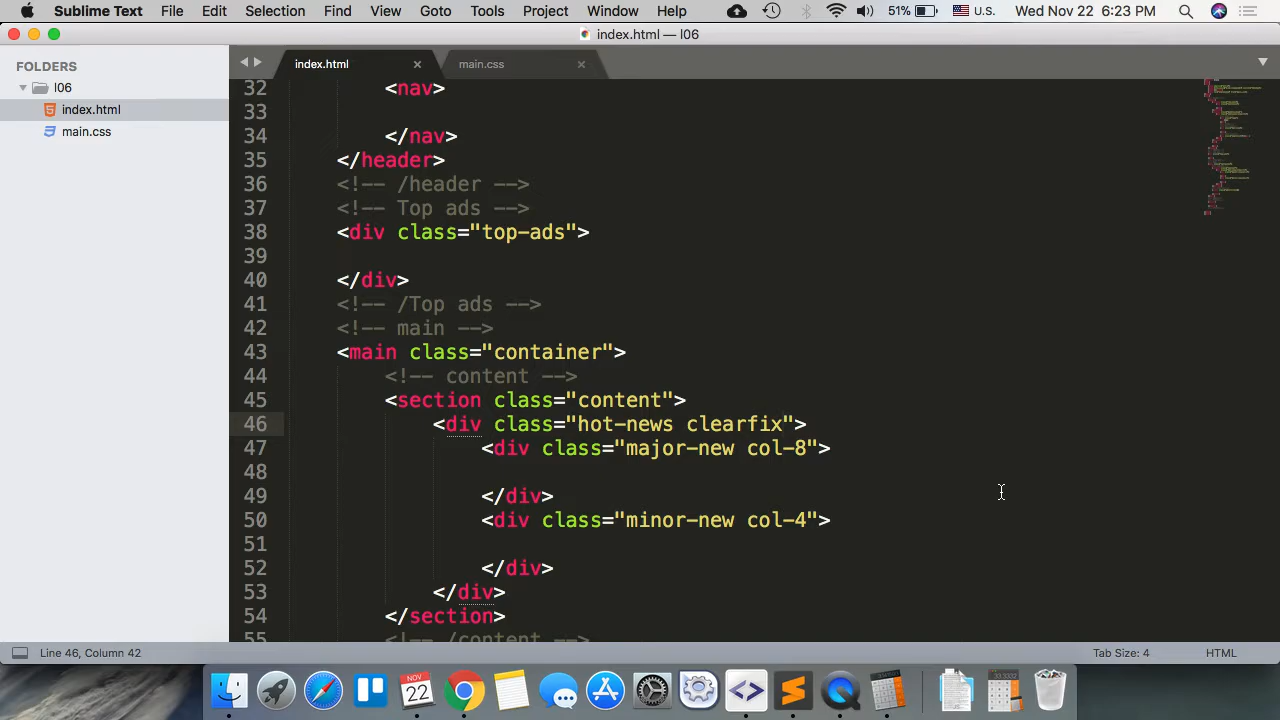 Sublime Text File Edit Selection Find View Goto Tools Project Window Help 51% U.S. Wed Nov 22 6:23 PM
index.html — l06
FOLDERS
l06
index.html
main.css
index.html × main.css ×
32 <nav>
33
34 </nav>
35 </header>
36 <!-- /header -->
37 <!-- Top ads -->
38 <div class="top-ads">
39
40 </div>
41 <!-- /Top ads -->
42 <!-- main -->
43 <main class="container">
44 <!-- content -->
45 <section class="content">
46 <div class="hot-news clearfix">
47 <div class="major-new col-8">
48
49 </div>
50 <div class="minor-new col-4">
51
52 </div>
53 </div>
54 </section>
55 <!-- /content -->
Line 46, Column 42 Tab Size: 4 HTML
NOV
22